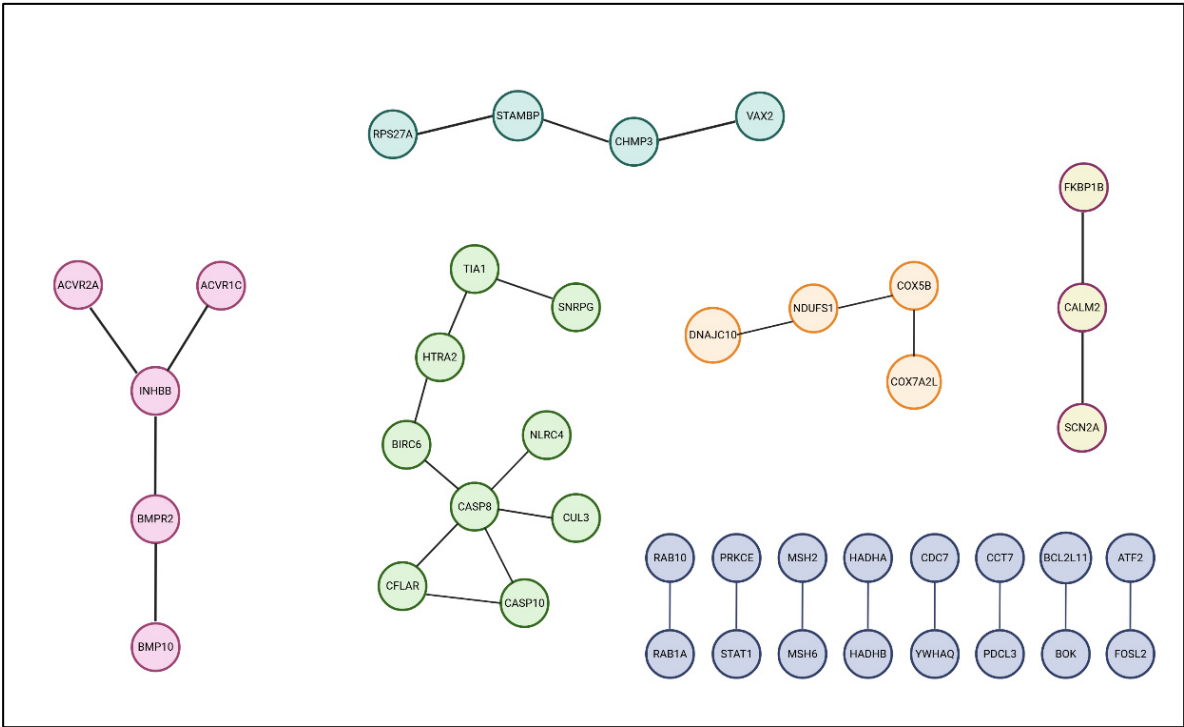 RPS27A
STAMBP
CHMP3
VAX2
FKBP1B
CALM2
SCN2A
ACVR2A
ACVR1C
INHBB
BMPR2
BMP10
TIA1
SNRPG
HTRA2
BIRC6
NLRC4
CASP8
CUL3
CFLAR
CASP10
DNAJC10
NDUFS1
COX5B
COX7A2L
RAB10
PRKCE
MSH2
HADHA
CDC7
CCT7
BCL2L11
ATF2
RAB1A
STAT1
MSH6
HADHB
YWHAQ
PDCL3
BOK
FOSL2